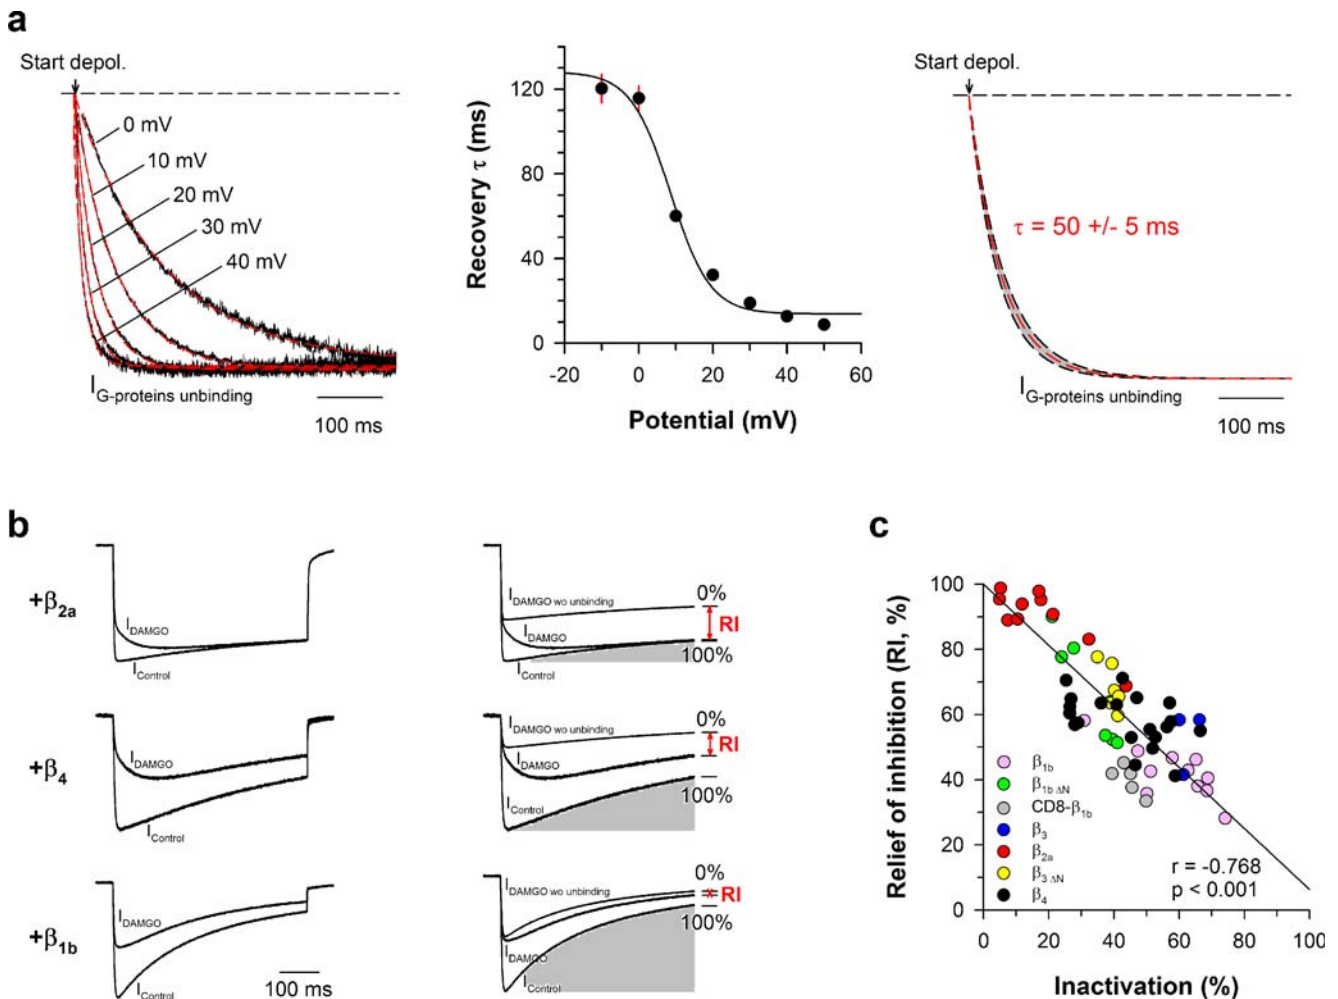 a
Start depol.
0 mV
10 mV
20 mV
30 mV
40 mV
I G-proteins unbinding
100 ms
Recovery τ (ms)
120
80
40
0
-20 0 20 40 60
Potential (mV)
Start depol.
τ = 50 +/- 5 ms
I G-proteins unbinding
100 ms
b
+β2a
IDAMGO
IControl
IDAMGO wo unbinding
0%
RI
IDAMGO
100%
IControl
+β4
IDAMGO
IControl
IDAMGO wo unbinding
0%
RI
IDAMGO
100%
IControl
+β1b
IDAMGO
IControl
100 ms
IDAMGO wo unbinding
0%
RI
100%
IDAMGO
IControl
c
Relief of inhibition (RI, %)
100
80
60
40
20
0
β1b
β1b ΔN
CD8-β1b
β3
β2a
β3 ΔN
β4
r = -0.768
p < 0.001
0 20 40 60 80 100
Inactivation (%)